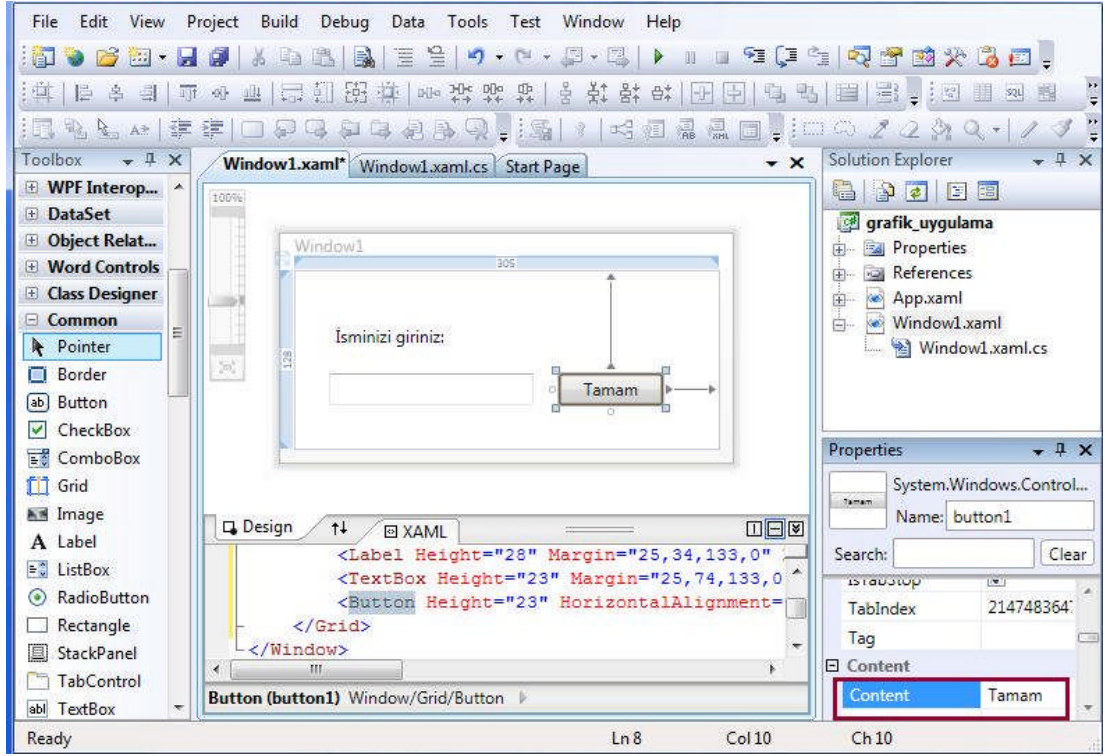 File Edit View Project Build Debug Data Tools Test Window Help
Toolbox
WPF Interop...
DataSet
Object Relat...
Word Controls
Class Designer
Common
Pointer
Border
Button
CheckBox
ComboBox
Grid
Image
Label
ListBox
RadioButton
Rectangle
StackPanel
TabControl
TextBox
Window1.xaml* Window1.xaml.cs Start Page
100%
Window1
305
128
İsminizi giriniz:
Tamam
Design XAML
<Label Height="28" Margin="25,34,133,0"
<TextBox Height="23" Margin="25,74,133,0
<Button Height="23" HorizontalAlignment=
</Grid>
</Window>
Button (button1) Window/Grid/Button
Solution Explorer
grafik_uygulama
Properties
References
App.xaml
Window1.xaml
Window1.xaml.cs
Properties
Tamam
System.Windows.Control...
Name: button1
Search: Clear
IsTabStop
TabIndex 214748364
Tag
Content
Content Tamam
Ready Ln 8 Col 10 Ch 10